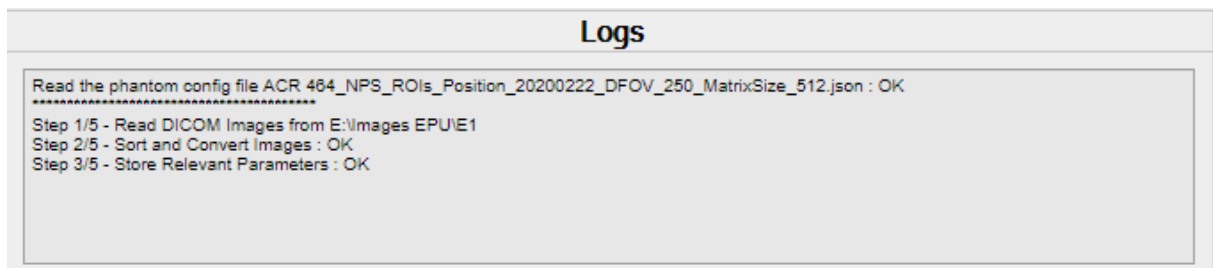 Logs
Read the phantom config file ACR 464_NPS_ROIs_Position_20200222_DFOV_250_MatrixSize_512.json : OK
*****************************************
Step 1/5 - Read DICOM Images from E:\Images EPU\E1
Step 2/5 - Sort and Convert Images : OK
Step 3/5 - Store Relevant Parameters : OK